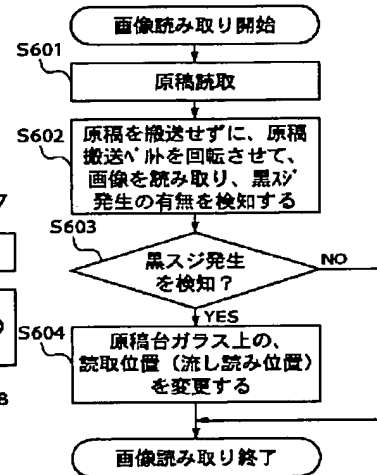 画像読み取り開始
S601
原稿読取
S602
原稿を搬送せずに、原稿
搬送ベルトを回転させて、
画像を読み取り、黒スジ
発生の有無を検知する
S603
黒スジ発生
を検知?
NO
YES
S604
原稿台ガラス上の、
読取位置(流し読み位置)
を変更する
画像読み取り終了